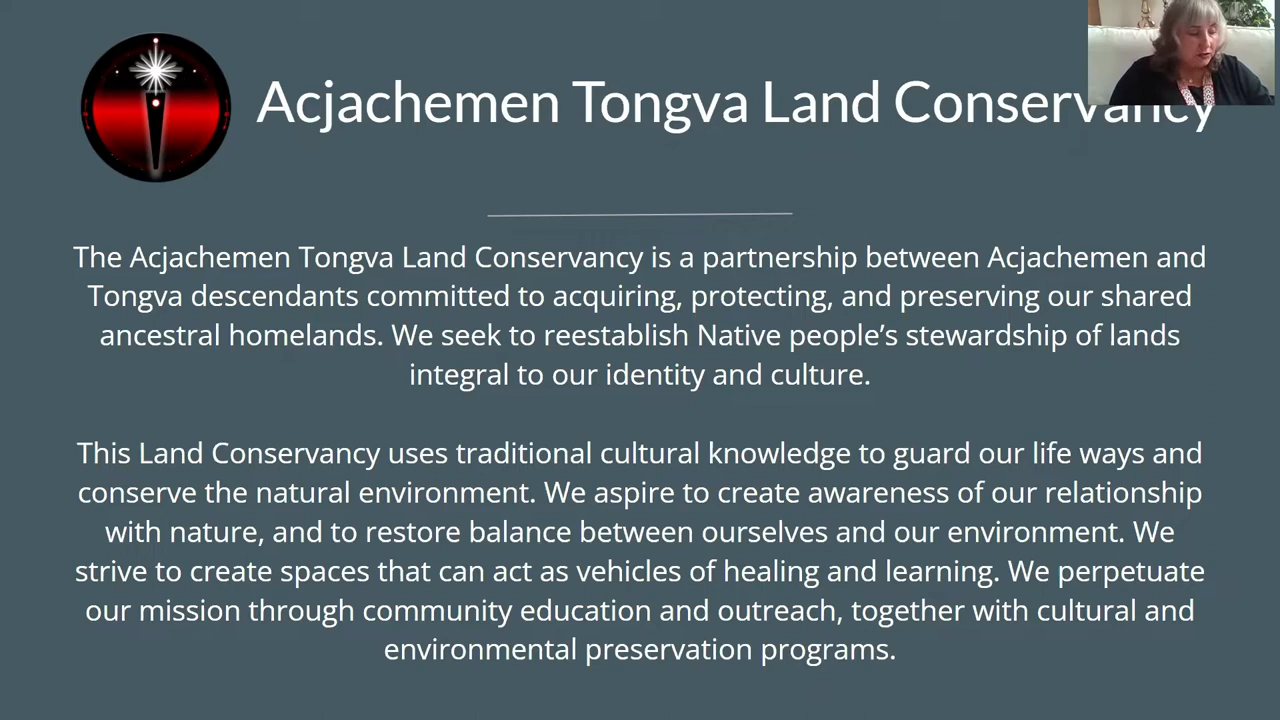 Acjachemen Tongva Land Conservancy
The Acjachemen Tongva Land Conservancy is a partnership between Acjachemen and
Tongva descendants committed to acquiring, protecting, and preserving our shared
ancestral homelands. We seek to reestablish Native people’s stewardship of lands
integral to our identity and culture.
This Land Conservancy uses traditional cultural knowledge to guard our life ways and
conserve the natural environment. We aspire to create awareness of our relationship
with nature, and to restore balance between ourselves and our environment. We
strive to create spaces that can act as vehicles of healing and learning. We perpetuate
our mission through community education and outreach, together with cultural and
environmental preservation programs.